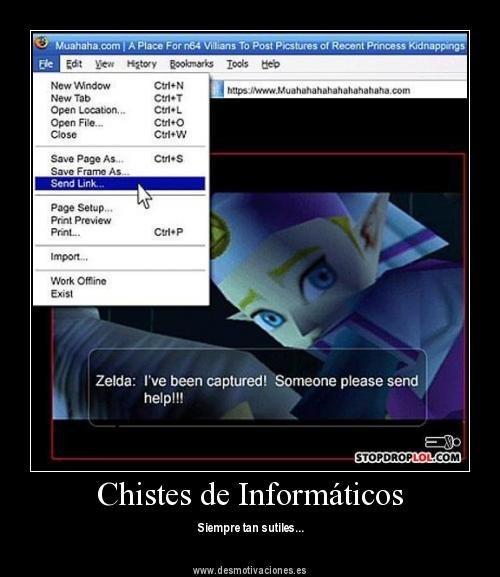 Muahaha.com | A Place For n64 Villians To Post Picstures of Recent Princess Kidnappings
File Edit View History Bookmarks Tools Help
https://www.Muahahahahahahahahaha.com
New Window Ctrl+N
New Tab Ctrl+T
Open Location... Ctrl+L
Open File... Ctrl+O
Close Ctrl+W
Save Page As... Ctrl+S
Save Frame As...
Send Link...
Page Setup...
Print Preview
Print... Ctrl+P
Import...
Work Offline
Exist
Zelda: I've been captured! Someone please send
help!!!
STOPDROPLOL.COM
Chistes de Informáticos
Siempre tan sutiles...
www.desmotivaciones.es